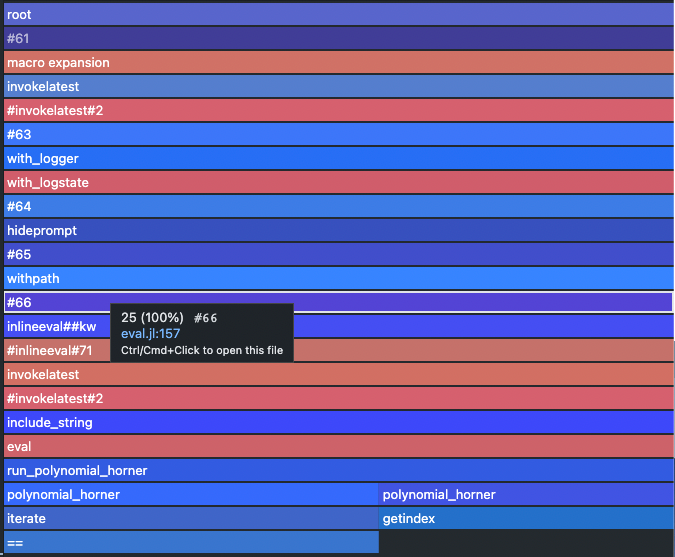 root
#61
macro expansion
invokelatest
#invokelatest#2
#63
with_logger
with_logstate
#64
hideprompt
#65
withpath
#66
25 (100%) #66
inlineeval##kw
eval.jl:157
#inlineeval#71
Ctrl/Cmd+Click to open this file
invokelatest
#invokelatest#2
include_string
eval
run_polynomial_horner
polynomial_horner polynomial_horner
iterate getindex
==